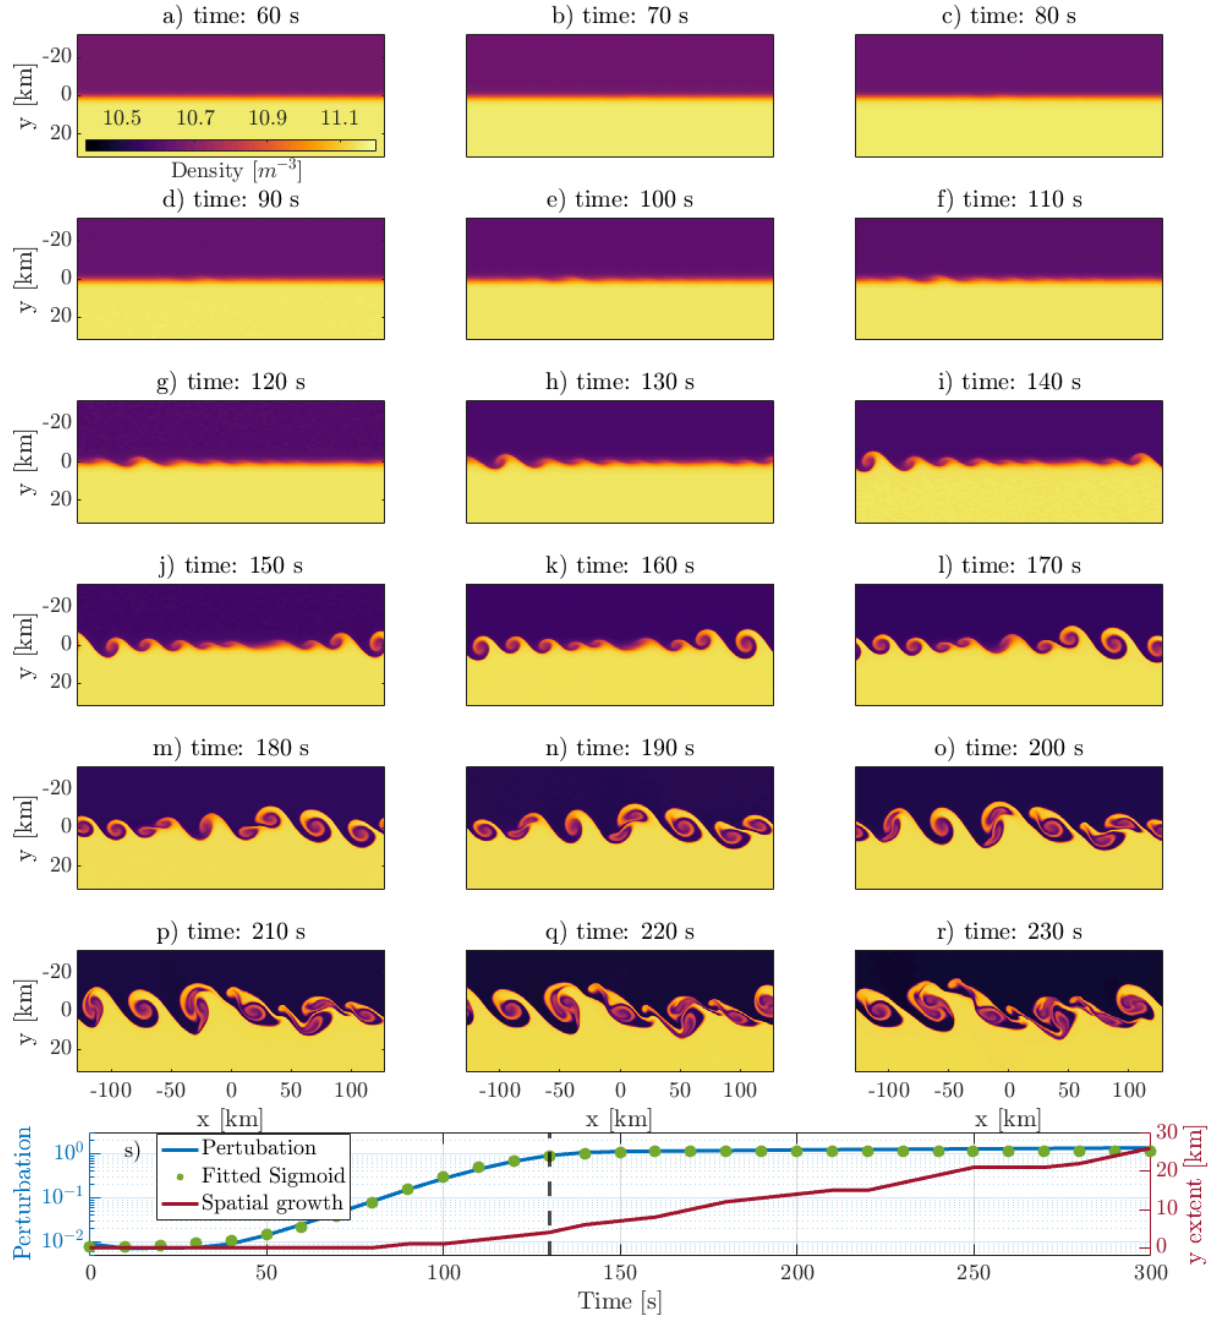 a) time: 60 s
b) time: 70 s
c) time: 80 s
-20
0
20
y [km]
10.5 10.7 10.9 11.1
Density [m⁻³]
d) time: 90 s
e) time: 100 s
f) time: 110 s
-20
0
20
y [km]
g) time: 120 s
h) time: 130 s
i) time: 140 s
-20
0
20
y [km]
j) time: 150 s
k) time: 160 s
l) time: 170 s
-20
0
20
y [km]
m) time: 180 s
n) time: 190 s
o) time: 200 s
-20
0
20
y [km]
p) time: 210 s
q) time: 220 s
r) time: 230 s
-20
0
20
y [km]
-100 -50 0 50 100
-100 -50 0 50 100
-100 -50 0 50 100
x [km]
x [km]
x [km]
s)
Pertubation
Fitted Sigmoid
Spatial growth
Perturbation
10⁰
10⁻¹
10⁻²
30
20
10
0
y extent [km]
0 50 100 150 200 250 300
Time [s]